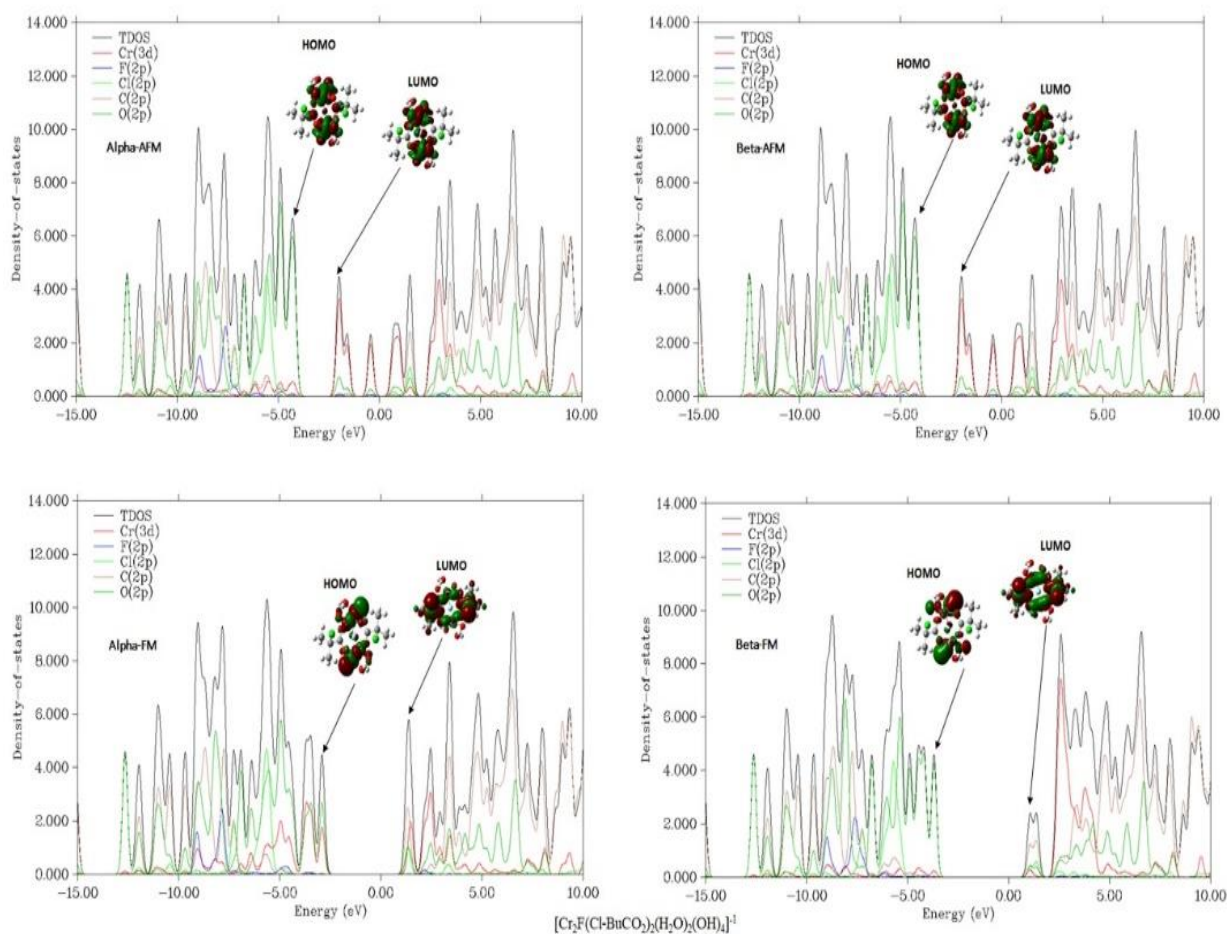 14.000
12.000
10.000
8.000
6.000
4.000
2.000
0.000
Density-of-states
TDOS
Cr(3d)
F(2p)
Cl(2p)
C(2p)
O(2p)
Alpha-AFM
HOMO
LUMO
-15.00 -10.00 -5.00 0.00 5.00 10.00
Energy (eV)
14.000
12.000
10.000
8.000
6.000
4.000
2.000
0.000
Density-of-states
TDOS
Cr(3d)
F(2p)
Cl(2p)
C(2p)
O(2p)
Beta-AFM
HOMO
LUMO
-15.00 -10.00 -5.00 0.00 5.00 10.00
Energy (eV)
14.000
12.000
10.000
8.000
6.000
4.000
2.000
0.000
Density-of-states
TDOS
Cr(3d)
F(2p)
Cl(2p)
C(2p)
O(2p)
Alpha-FM
HOMO
LUMO
-15.00 -10.00 -5.00 0.00 5.00 10.00
Energy (eV)
14.000
12.000
10.000
8.000
6.000
4.000
2.000
0.000
Density-of-states
TDOS
Cr(3d)
F(2p)
Cl(2p)
C(2p)
O(2p)
Beta-FM
HOMO
LUMO
-15.00 -10.00 -5.00 0.00 5.00 10.00
Energy (eV)
[Cr₂F(Cl-BuCO₂)₂(H₂O)₂(OH)₄]⁻¹